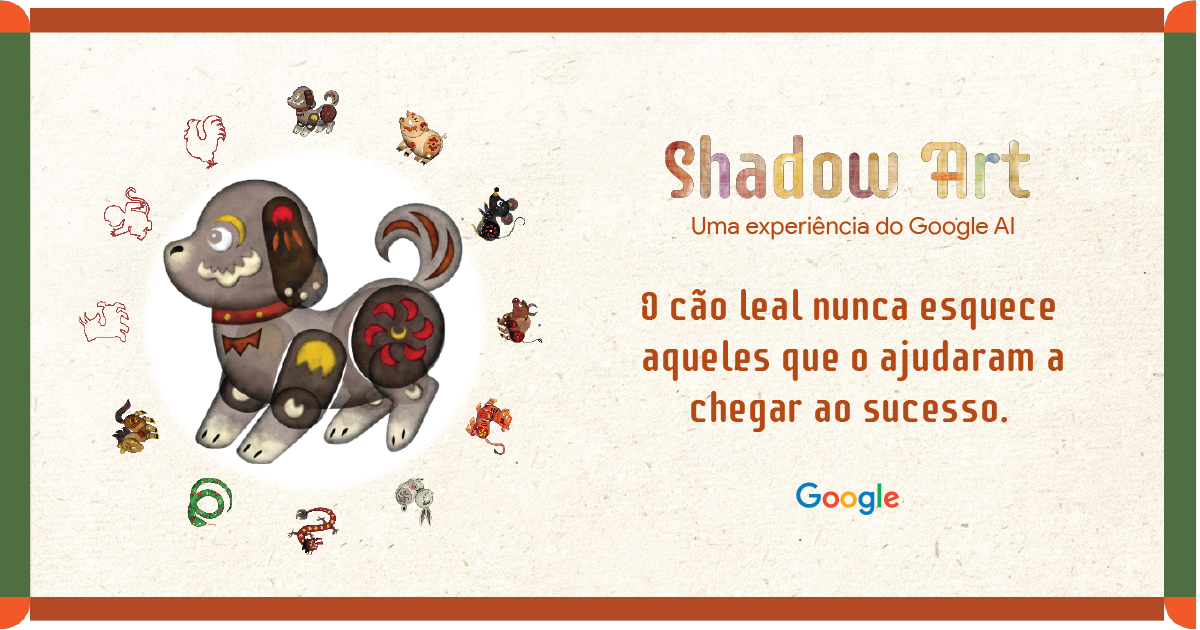 Shadow Art
Uma experiência do Google AI
O cão leal nunca esquece
aqueles que o ajudaram a
chegar ao sucesso.
Google